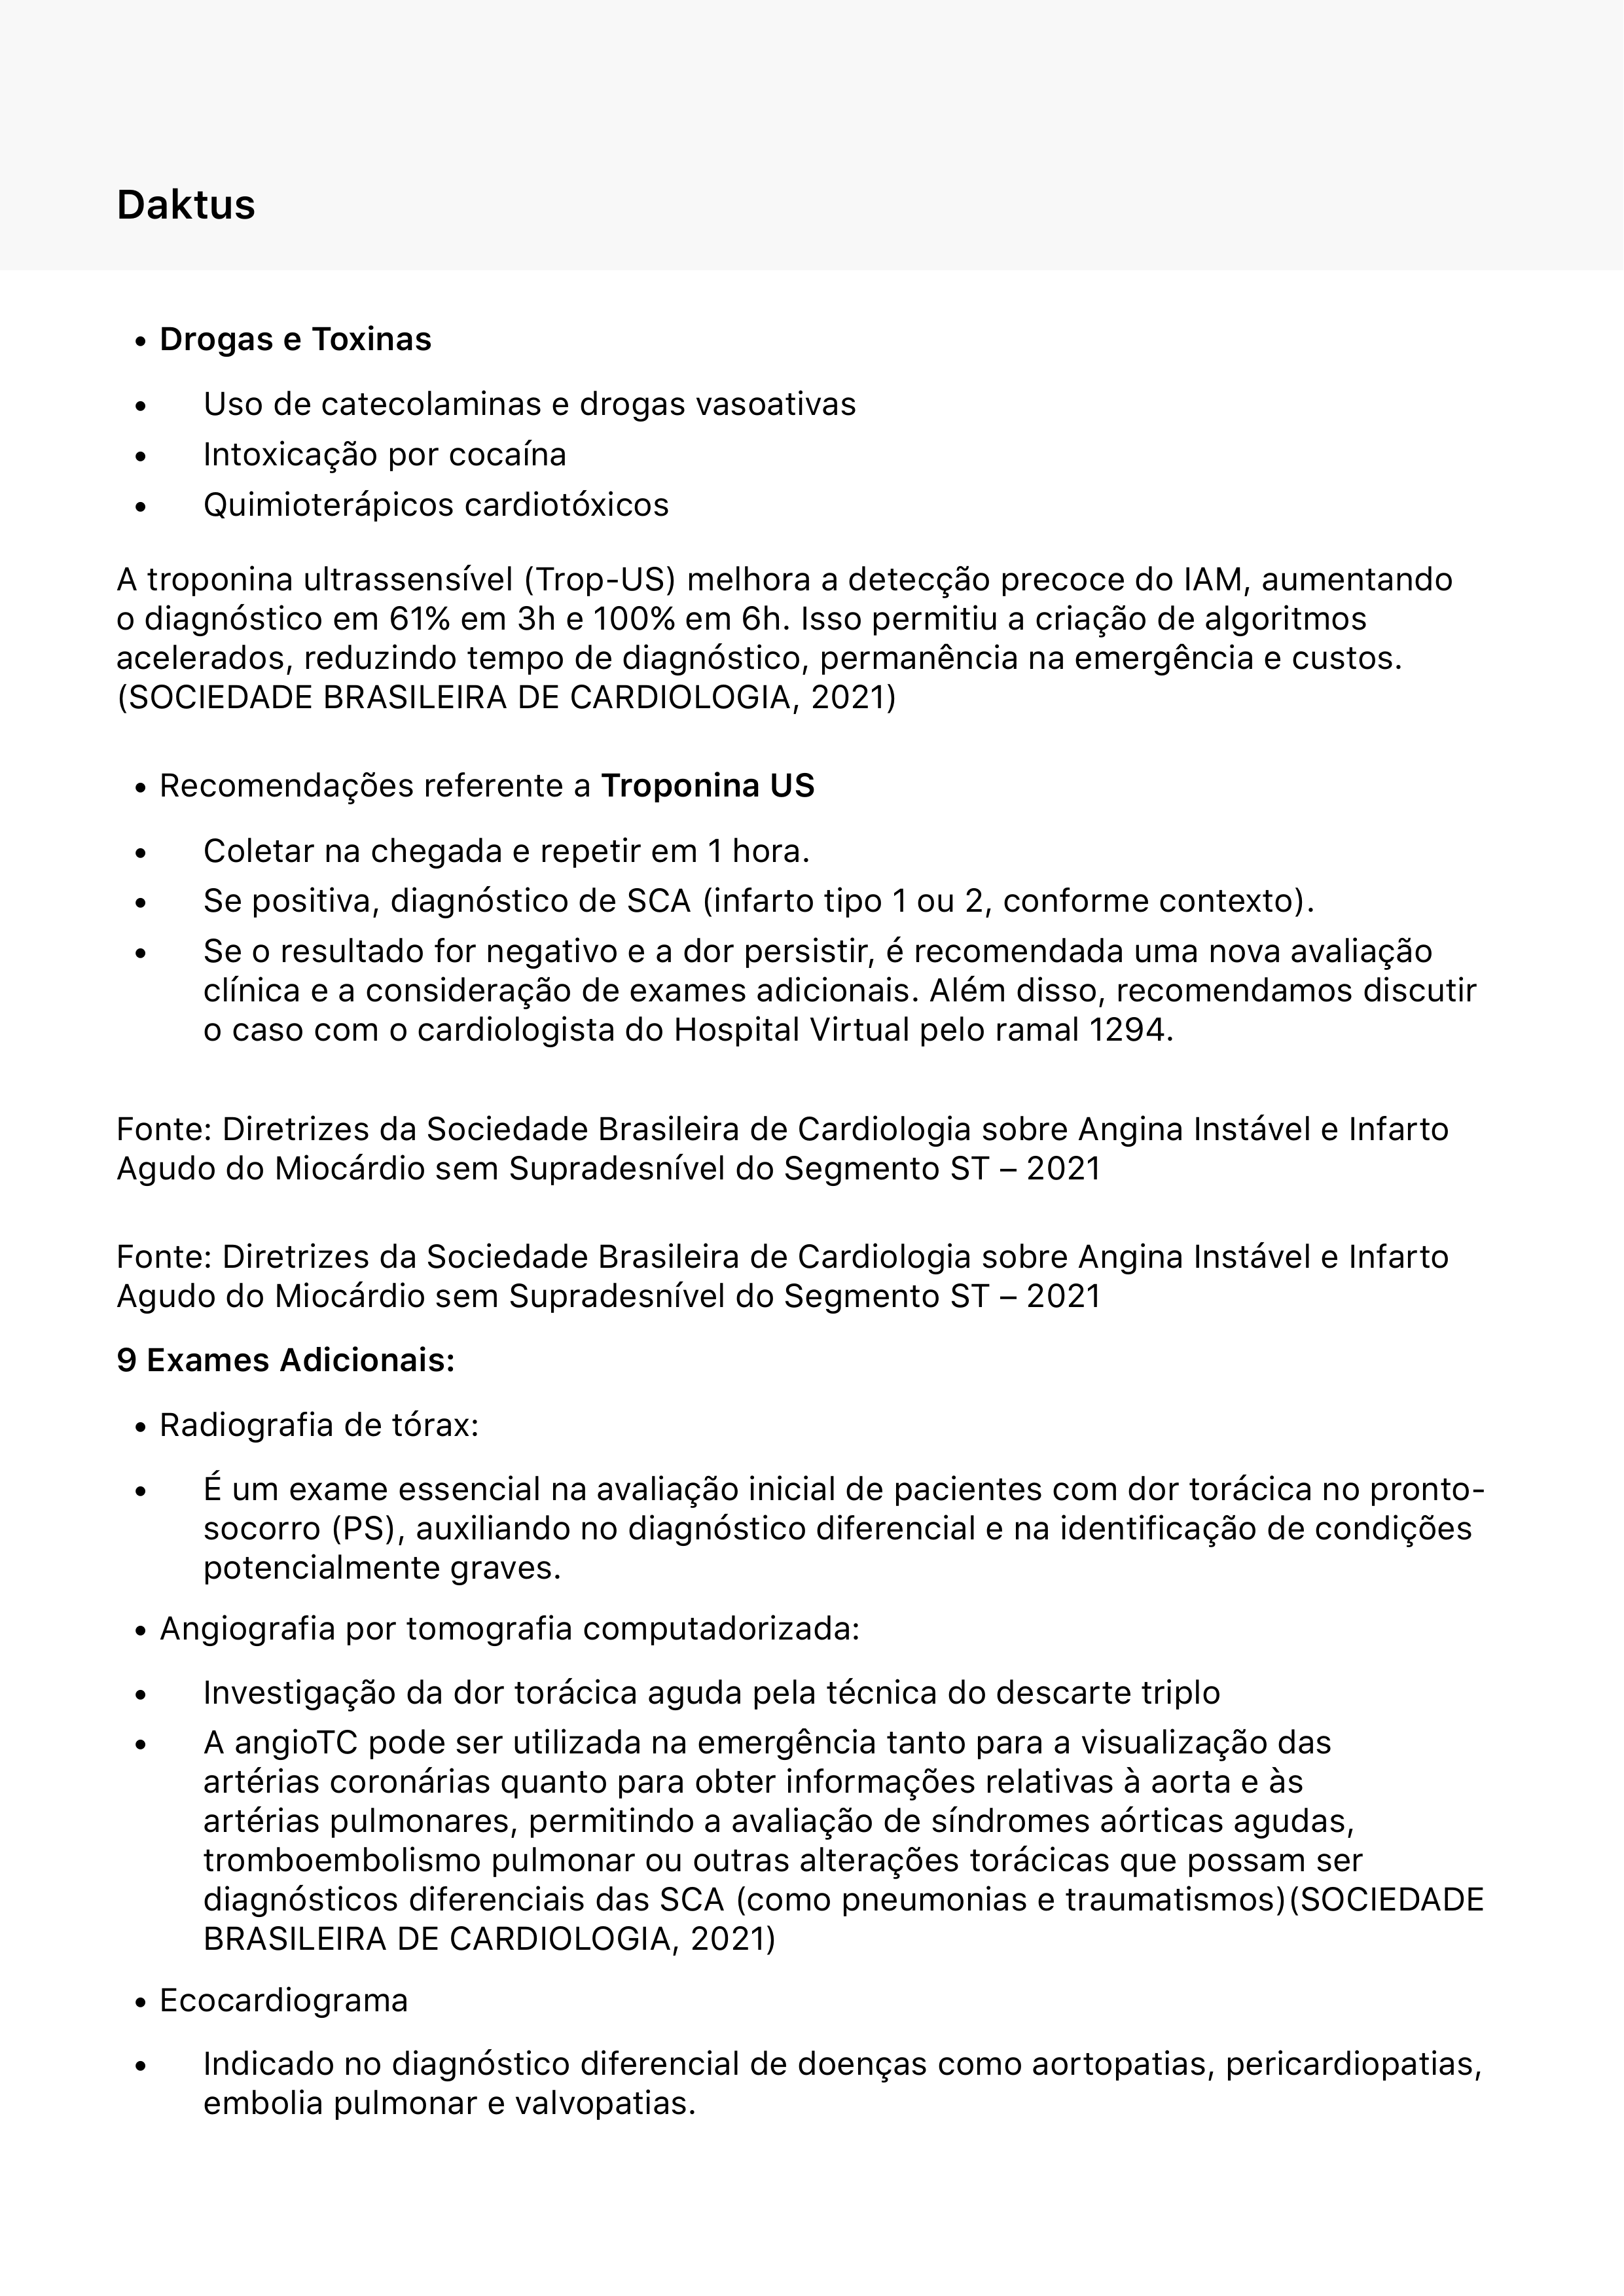 Daktus
• Drogas e Toxinas
• Uso de catecolaminas e drogas vasoativas
• Intoxicação por cocaína
• Quimioterápicos cardiotóxicos
A troponina ultrassensível (Trop-US) melhora a detecção precoce do IAM, aumentando
o diagnóstico em 61% em 3h e 100% em 6h. Isso permitiu a criação de algoritmos
acelerados, reduzindo tempo de diagnóstico, permanência na emergência e custos.
(SOCIEDADE BRASILEIRA DE CARDIOLOGIA, 2021)
• Recomendações referente a Troponina US
• Coletar na chegada e repetir em 1 hora.
• Se positiva, diagnóstico de SCA (infarto tipo 1 ou 2, conforme contexto).
• Se o resultado for negativo e a dor persistir, é recomendada uma nova avaliação
clínica e a consideração de exames adicionais. Além disso, recomendamos discutir
o caso com o cardiologista do Hospital Virtual pelo ramal 1294.
Fonte: Diretrizes da Sociedade Brasileira de Cardiologia sobre Angina Instável e Infarto
Agudo do Miocárdio sem Supradesnível do Segmento ST – 2021
Fonte: Diretrizes da Sociedade Brasileira de Cardiologia sobre Angina Instável e Infarto
Agudo do Miocárdio sem Supradesnível do Segmento ST – 2021
9 Exames Adicionais:
• Radiografia de tórax:
• É um exame essencial na avaliação inicial de pacientes com dor torácica no pronto-
socorro (PS), auxiliando no diagnóstico diferencial e na identificação de condições
potencialmente graves.
• Angiografia por tomografia computadorizada:
• Investigação da dor torácica aguda pela técnica do descarte triplo
• A angioTC pode ser utilizada na emergência tanto para a visualização das
artérias coronárias quanto para obter informações relativas à aorta e às
artérias pulmonares, permitindo a avaliação de síndromes aórticas agudas,
tromboembolismo pulmonar ou outras alterações torácicas que possam ser
diagnósticos diferenciais das SCA (como pneumonias e traumatismos)(SOCIEDADE
BRASILEIRA DE CARDIOLOGIA, 2021)
• Ecocardiograma
• Indicado no diagnóstico diferencial de doenças como aortopatias, pericardiopatias,
embolia pulmonar e valvopatias.